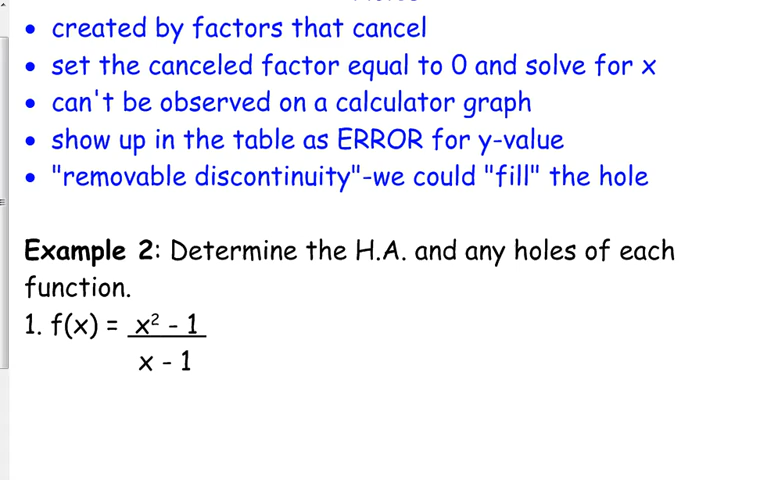 • created by factors that cancel
• set the canceled factor equal to 0 and solve for x
• can't be observed on a calculator graph
• show up in the table as ERROR for y-value
• "removable discontinuity"-we could "fill" the hole
Example 2: Determine the H.A. and any holes of each
function.
1. f(x) = x² - 1
x - 1